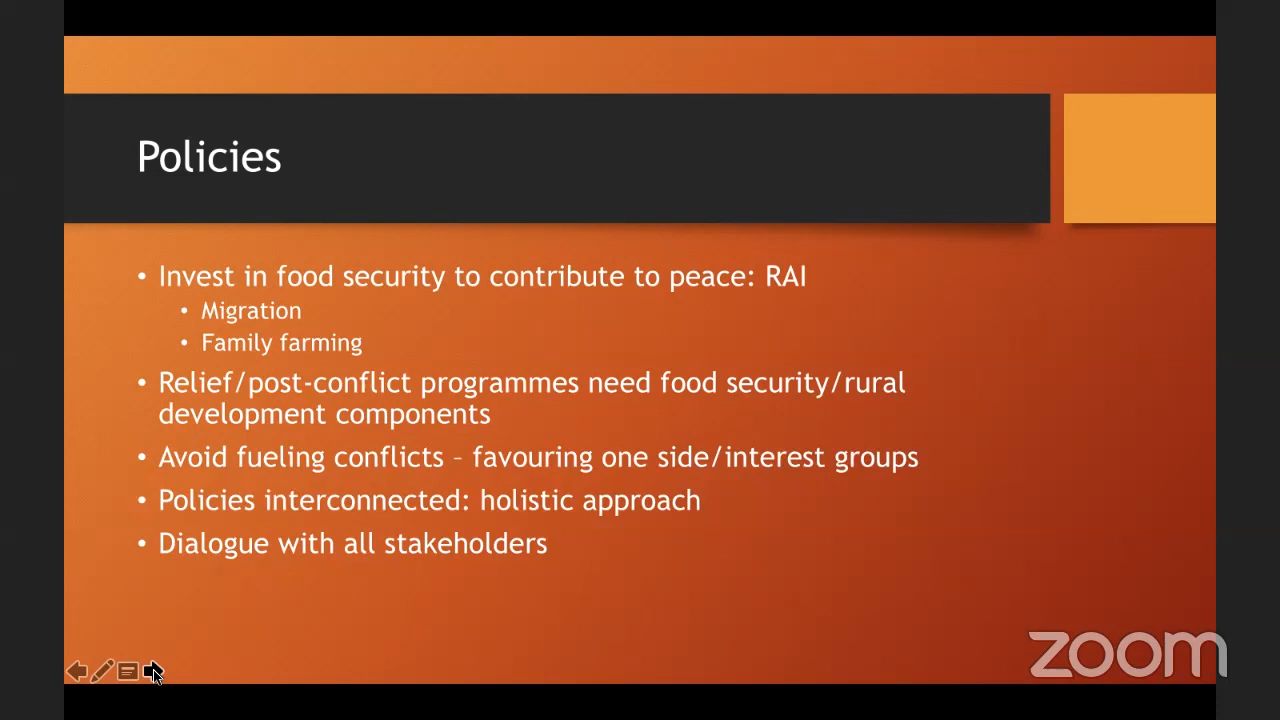 Policies
• Invest in food security to contribute to peace: RAI
• Migration
• Family farming
• Relief/post-conflict programmes need food security/rural
development components
• Avoid fueling conflicts – favouring one side/interest groups
• Policies interconnected: holistic approach
• Dialogue with all stakeholders
zoom